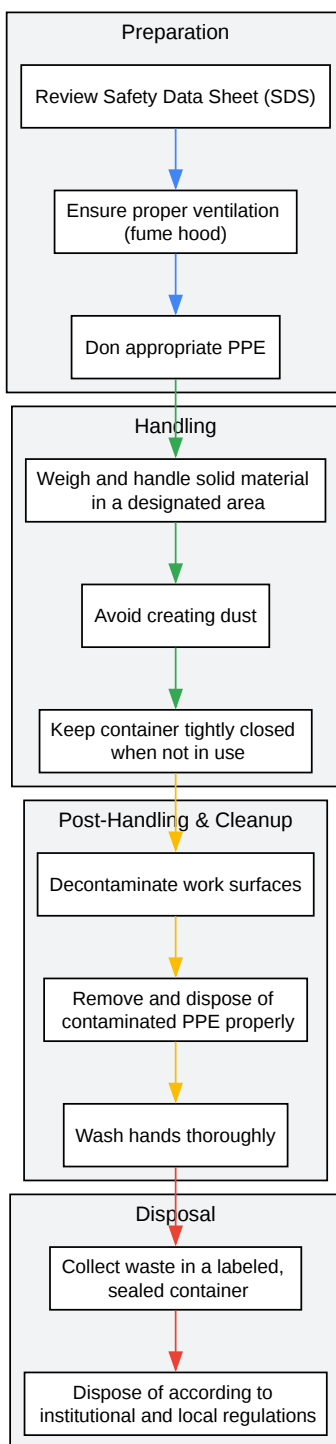 Preparation
Review Safety Data Sheet (SDS)
Ensure proper ventilation
(fume hood)
Don appropriate PPE
Handling
Weigh and handle solid material
in a designated area
Avoid creating dust
Keep container tightly closed
when not in use
Post-Handling & Cleanup
Decontaminate work surfaces
Remove and dispose of
contaminated PPE properly
Wash hands thoroughly
Disposal
Collect waste in a labeled,
sealed container
Dispose of according to
institutional and local regulations